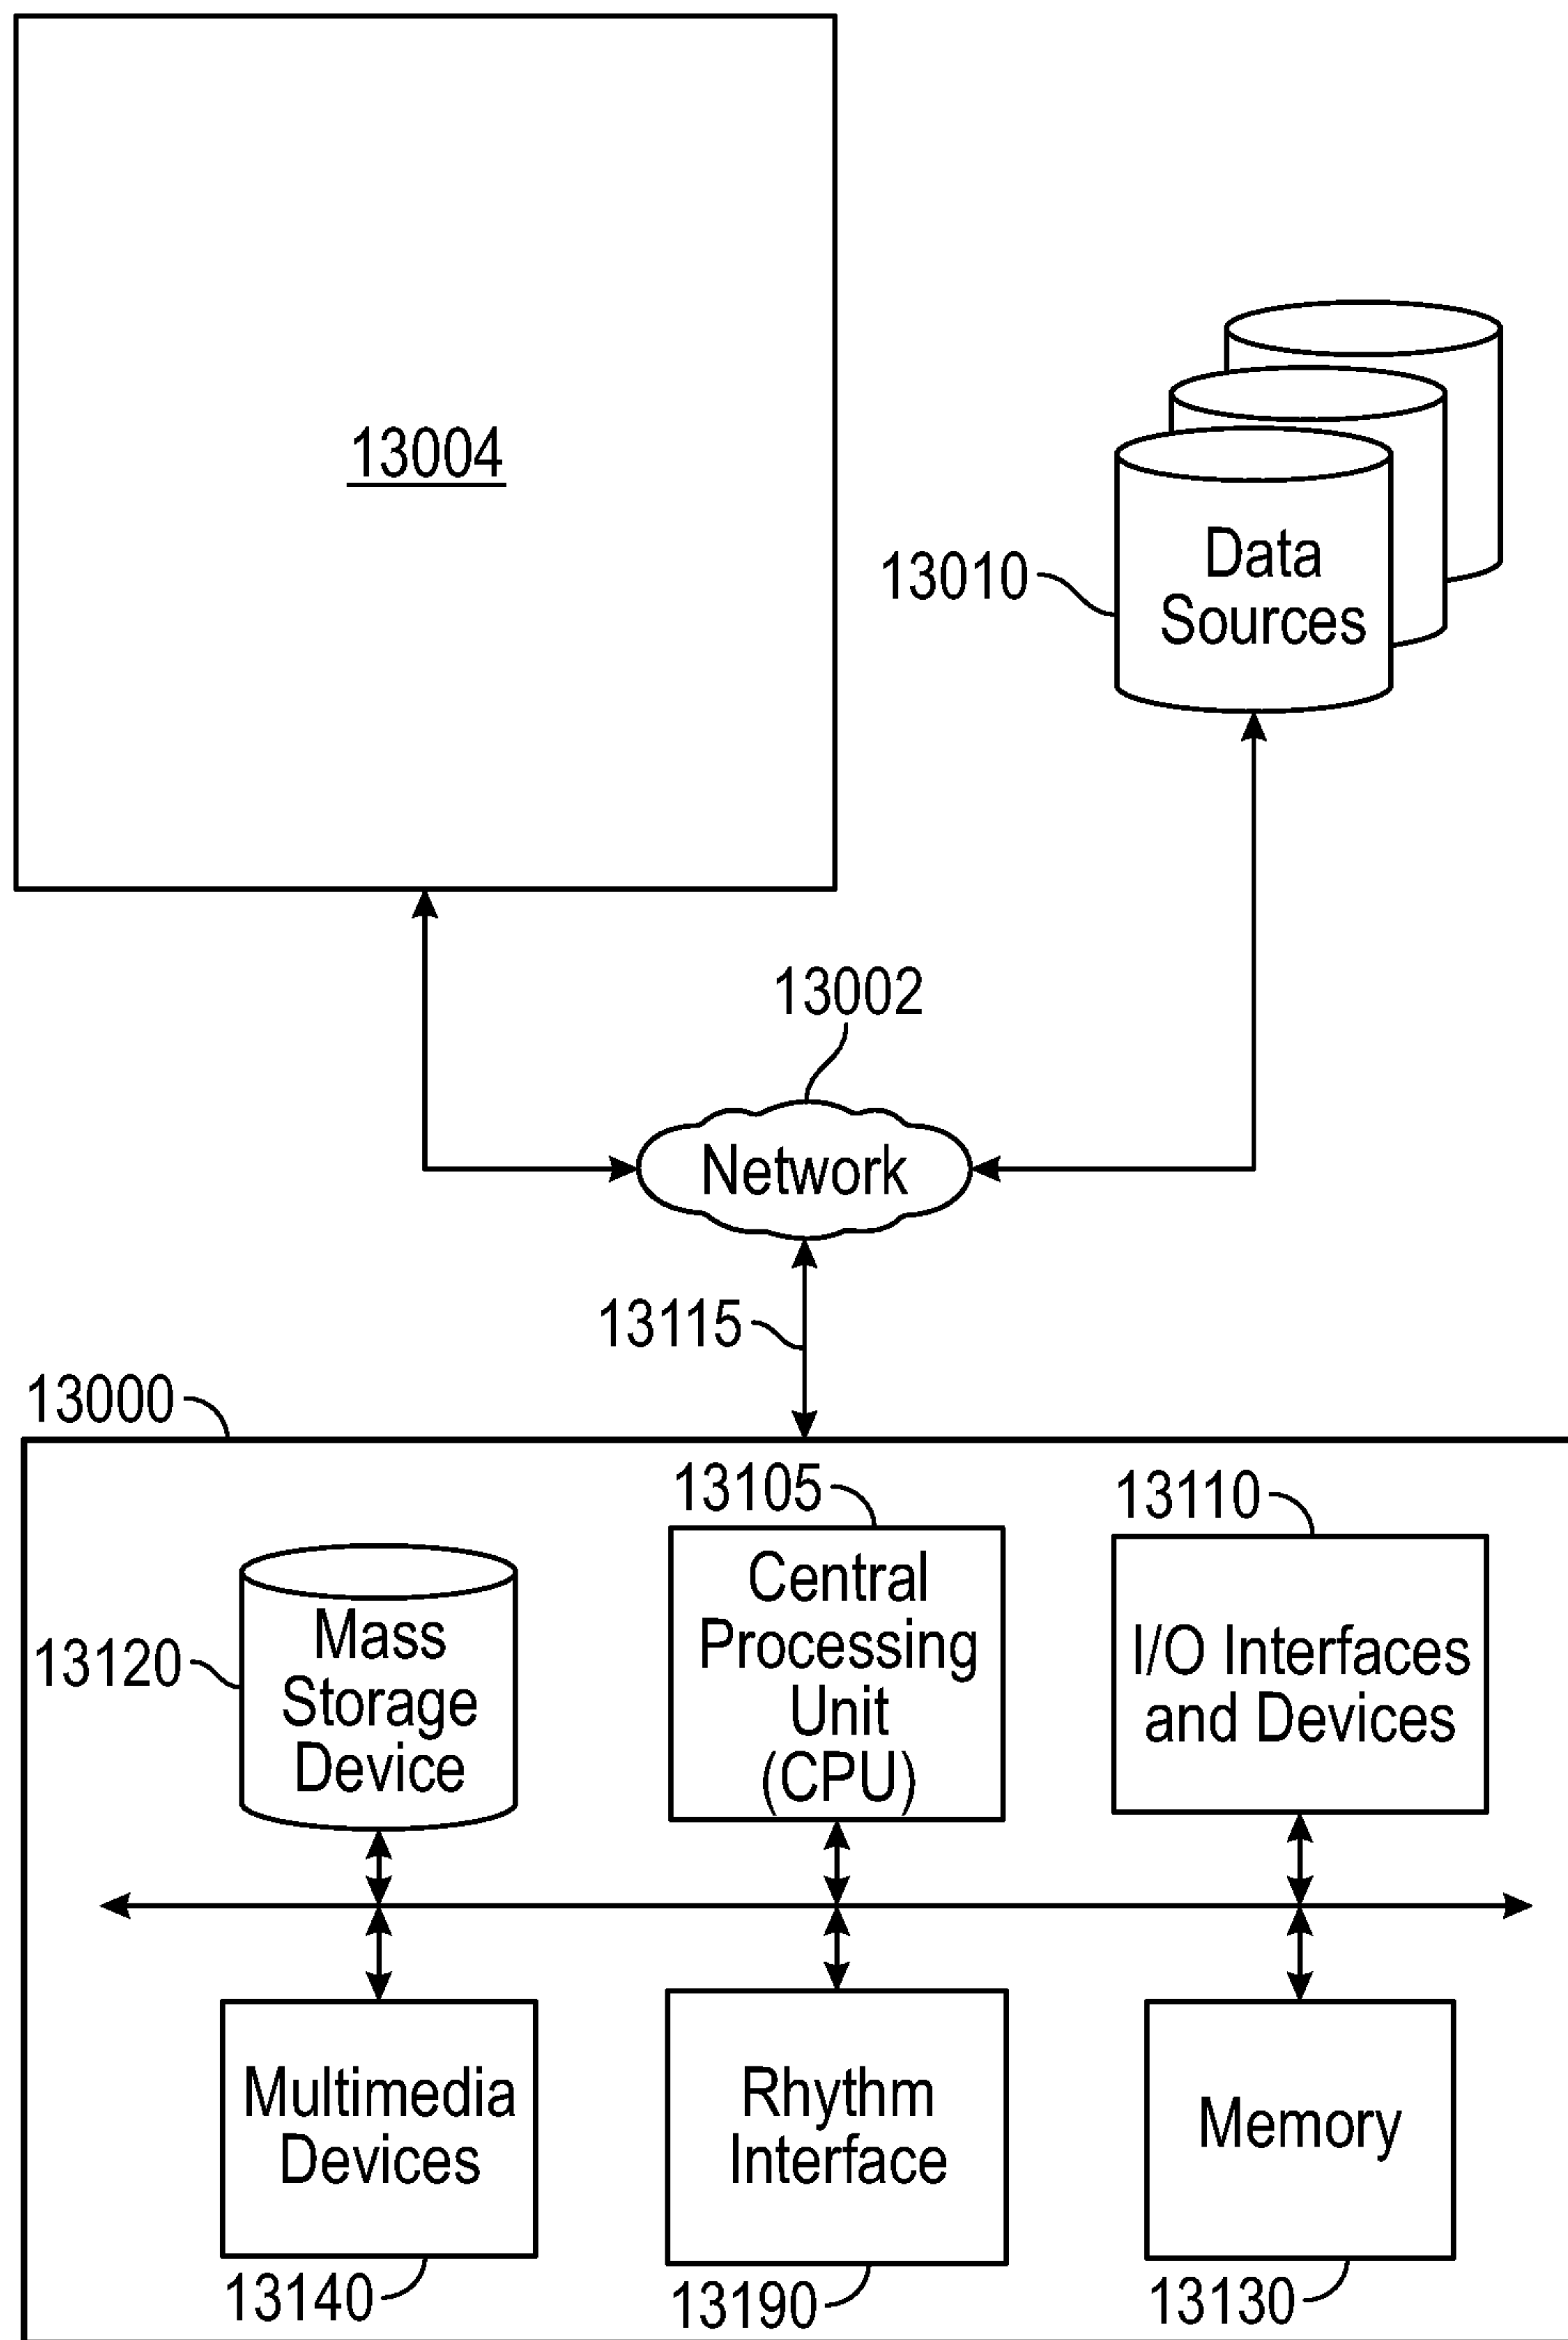 13004
13010
Data
Sources
13002
Network
13115
13000
13105
13110
13120
Mass
Storage
Device
Central
Processing
Unit
(CPU)
I/O Interfaces
and Devices
Multimedia
Devices
Rhythm
Interface
Memory
13140
13190
13130